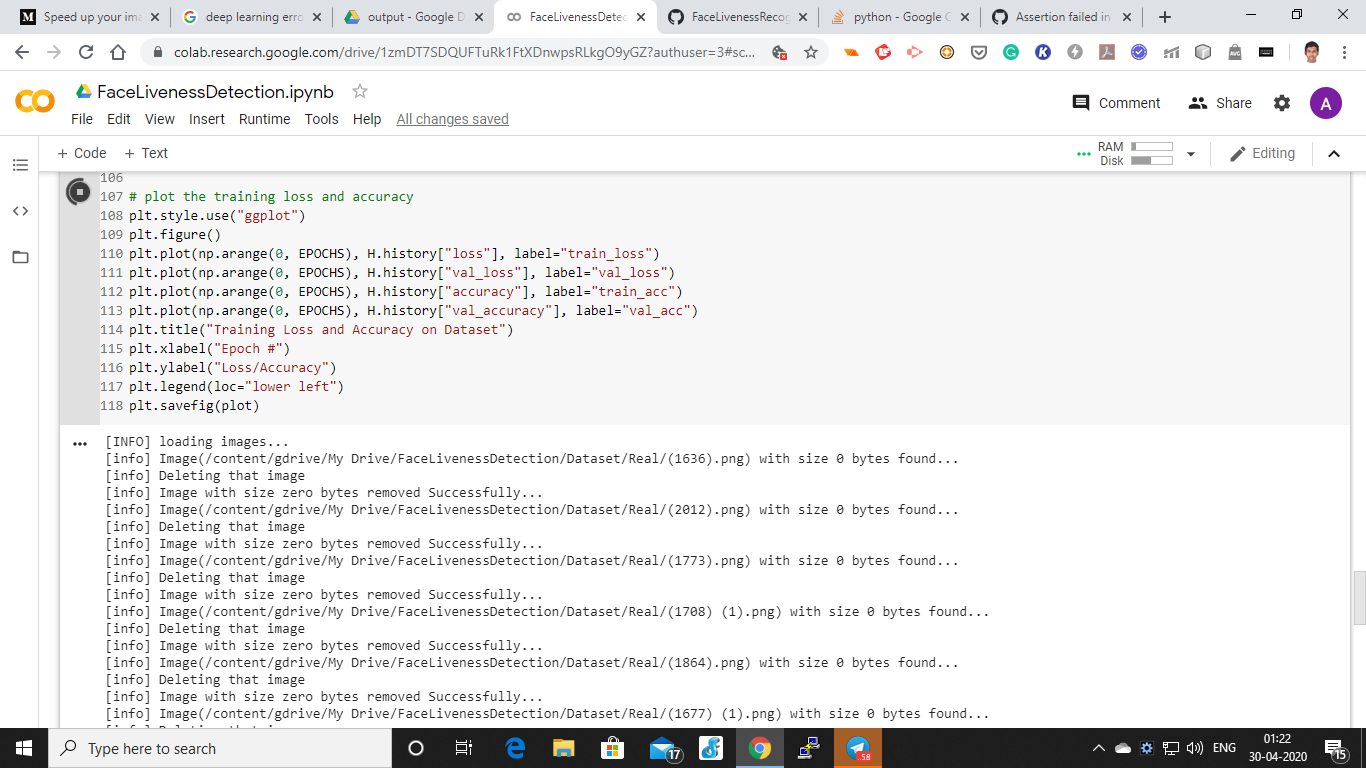 Speed up your ima
deep learning erro
output - Google D
FaceLivenessDetec
FaceLivenessRecog
python - Google C
Assertion failed in
colab.research.google.com/drive/1zmDT7SDQUFTuRk1FtXDnwpsRLkgO9yGZ?authuser=3#sc...
FaceLivenessDetection.ipynb
File Edit View Insert Runtime Tools Help All changes saved
Comment Share A
+ Code + Text
RAM
Disk
Editing
106
107 # plot the training loss and accuracy
108 plt.style.use("ggplot")
109 plt.figure()
110 plt.plot(np.arange(0, EPOCHS), H.history["loss"], label="train_loss")
111 plt.plot(np.arange(0, EPOCHS), H.history["val_loss"], label="val_loss")
112 plt.plot(np.arange(0, EPOCHS), H.history["accuracy"], label="train_acc")
113 plt.plot(np.arange(0, EPOCHS), H.history["val_accuracy"], label="val_acc")
114 plt.title("Training Loss and Accuracy on Dataset")
115 plt.xlabel("Epoch #")
116 plt.ylabel("Loss/Accuracy")
117 plt.legend(loc="lower left")
118 plt.savefig(plot)
[INFO] loading images...
[info] Image(/content/gdrive/My Drive/FaceLivenessDetection/Dataset/Real/(1636).png) with size 0 bytes found...
[info] Deleting that image
[info] Image with size zero bytes removed Successfully...
[info] Image(/content/gdrive/My Drive/FaceLivenessDetection/Dataset/Real/(2012).png) with size 0 bytes found...
[info] Deleting that image
[info] Image with size zero bytes removed Successfully...
[info] Image(/content/gdrive/My Drive/FaceLivenessDetection/Dataset/Real/(1773).png) with size 0 bytes found...
[info] Deleting that image
[info] Image with size zero bytes removed Successfully...
[info] Image(/content/gdrive/My Drive/FaceLivenessDetection/Dataset/Real/(1708) (1).png) with size 0 bytes found...
[info] Deleting that image
[info] Image with size zero bytes removed Successfully...
[info] Image(/content/gdrive/My Drive/FaceLivenessDetection/Dataset/Real/(1864).png) with size 0 bytes found...
[info] Deleting that image
[info] Image with size zero bytes removed Successfully...
[info] Image(/content/gdrive/My Drive/FaceLivenessDetection/Dataset/Real/(1677) (1).png) with size 0 bytes found...
Type here to search
17
..58
ENG
01:22
30-04-2020
15